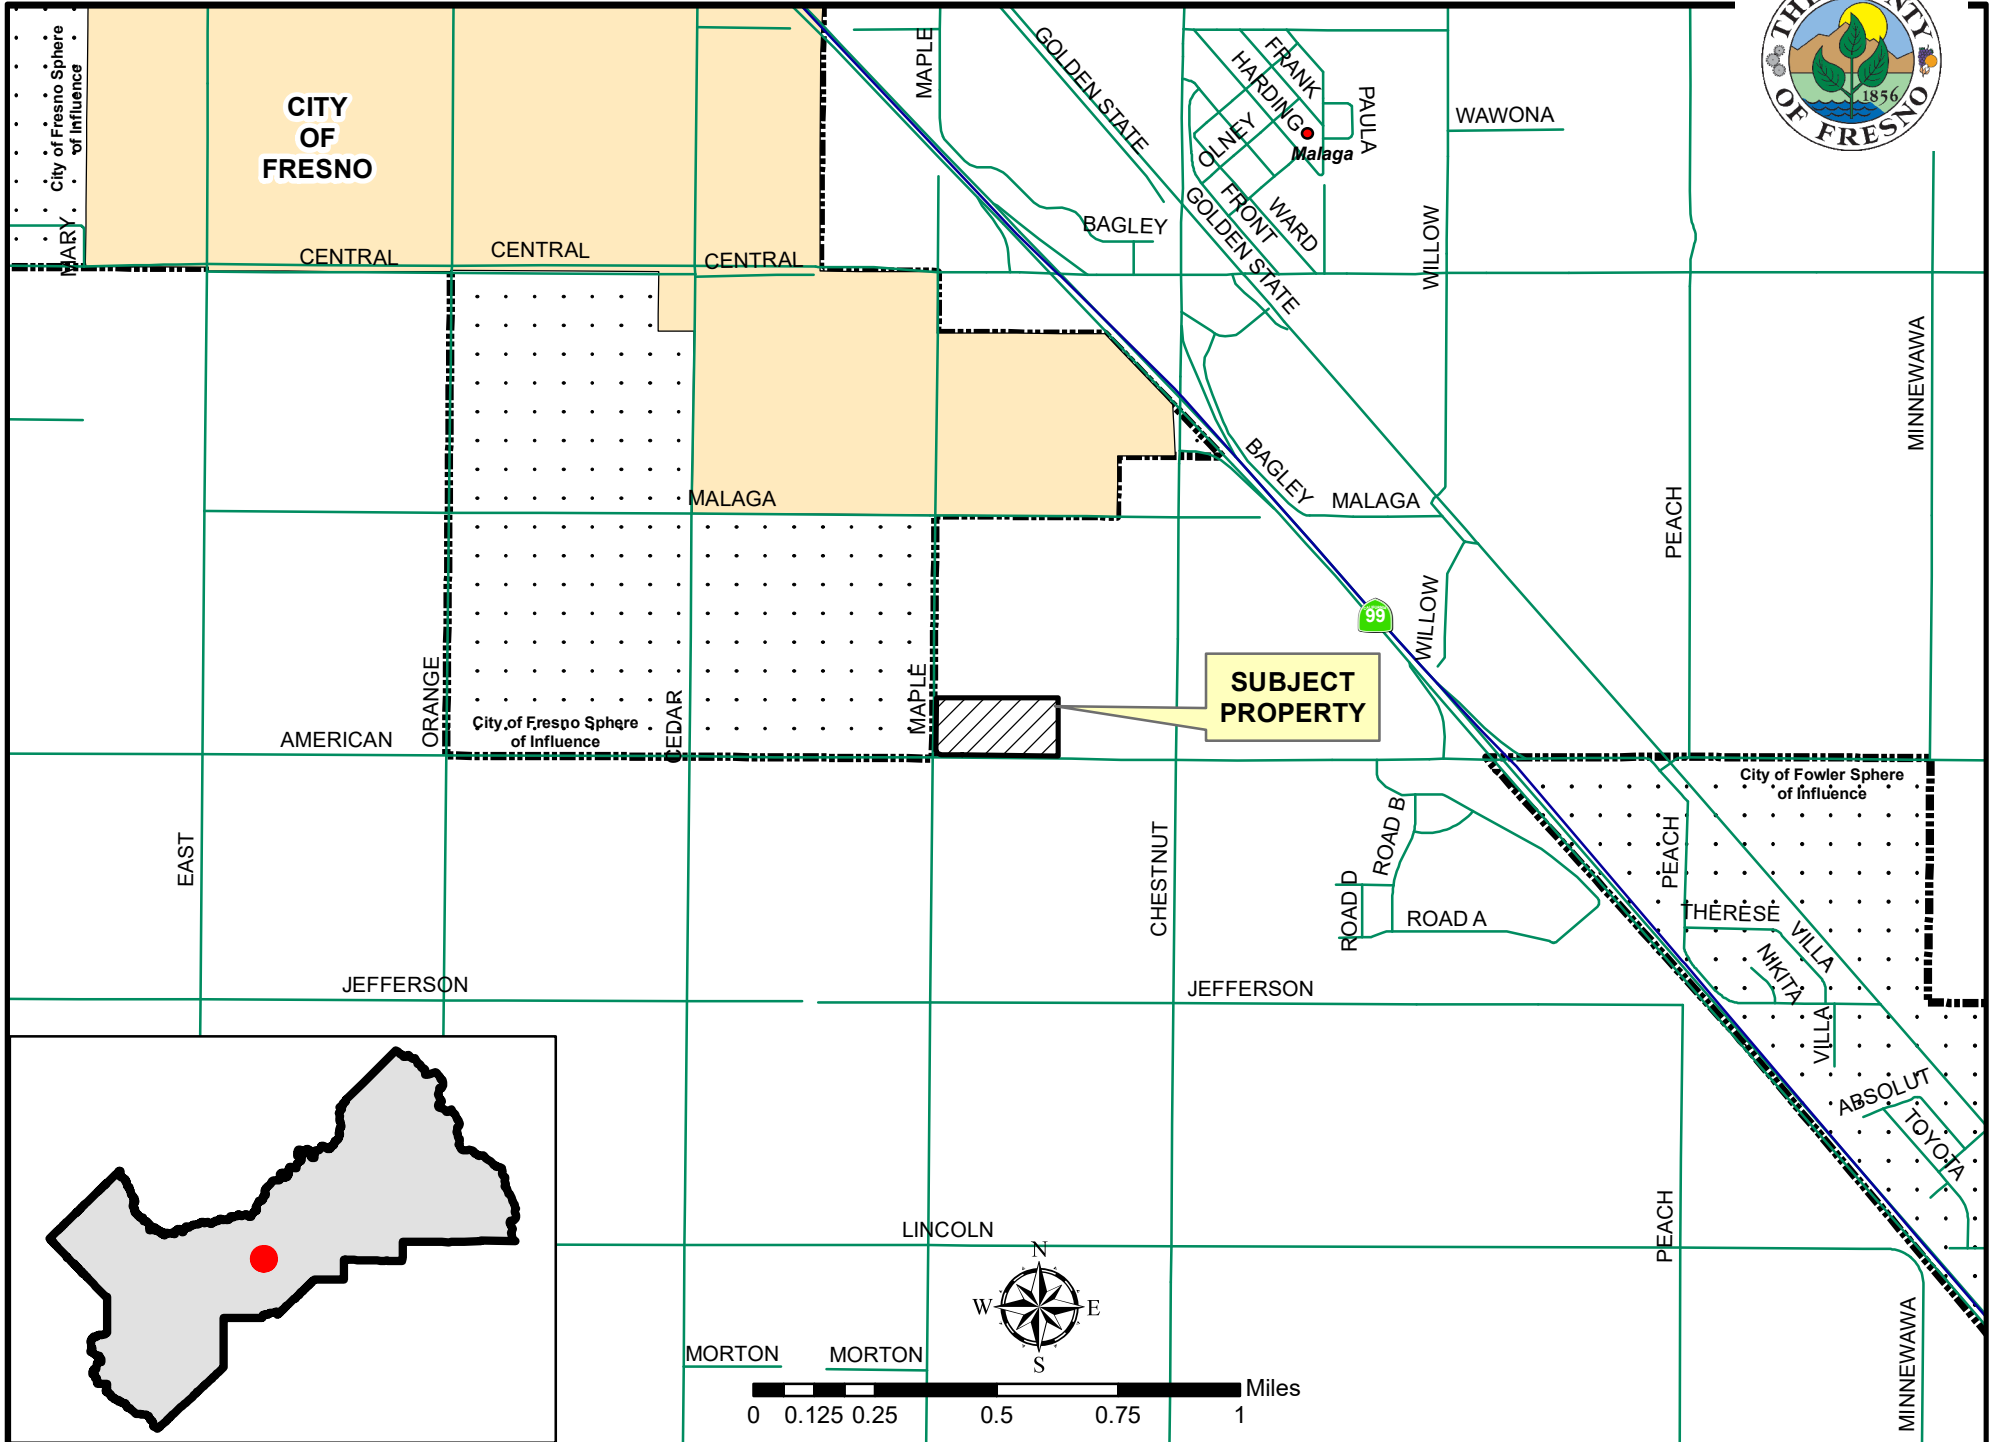 THE COUNTY
OF FRESNO
1856
City of Fresno Sphere
of Influence
CITY
OF
FRESNO
MARY
CENTRAL
CENTRAL
CENTRAL
MAPLE
GOLDEN STATE
FRANK
HARDING
PAULA
OLNEY
Malaga
WAWONA
BAGLEY
FRONT
WARD
GOLDEN STATE
WILLOW
MINNEWAWA
MALAGA
BAGLEY
MALAGA
PEACH
99
WILLOW
ORANGE
CEDAR
MAPLE
SUBJECT
PROPERTY
City of Fresno Sphere
of Influence
AMERICAN
City of Fowler Sphere
of Influence
EAST
CHESTNUT
ROAD B
ROAD D
ROAD A
PEACH
THERESE
VILLA
NIKITA
VILLA
JEFFERSON
JEFFERSON
ABSOLUT
TOYOTA
LINCOLN
PEACH
N
W
E
S
MORTON
MORTON
MINNEWAWA
Miles
0 0.125 0.25 0.5 0.75 1